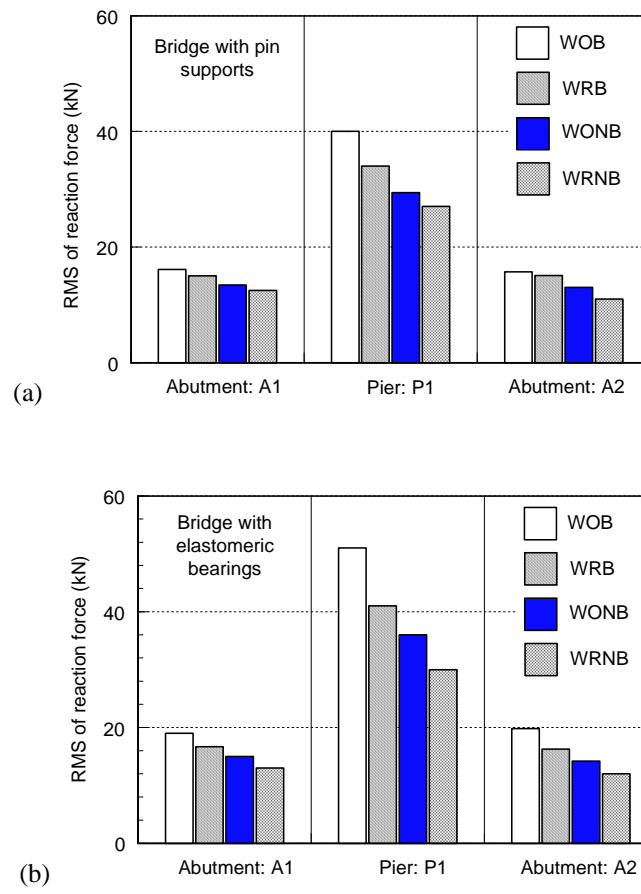 60
Bridge with pin
supports
WOB
WRB
WONB
WRNB
40
20
0
RMS of reaction force (kN)
Abutment: A1
Pier: P1
Abutment: A2
(a)
60
Bridge with
elastomeric
bearings
WOB
WRB
WONB
WRNB
40
20
0
RMS of reaction force (kN)
Abutment: A1
Pier: P1
Abutment: A2
(b)